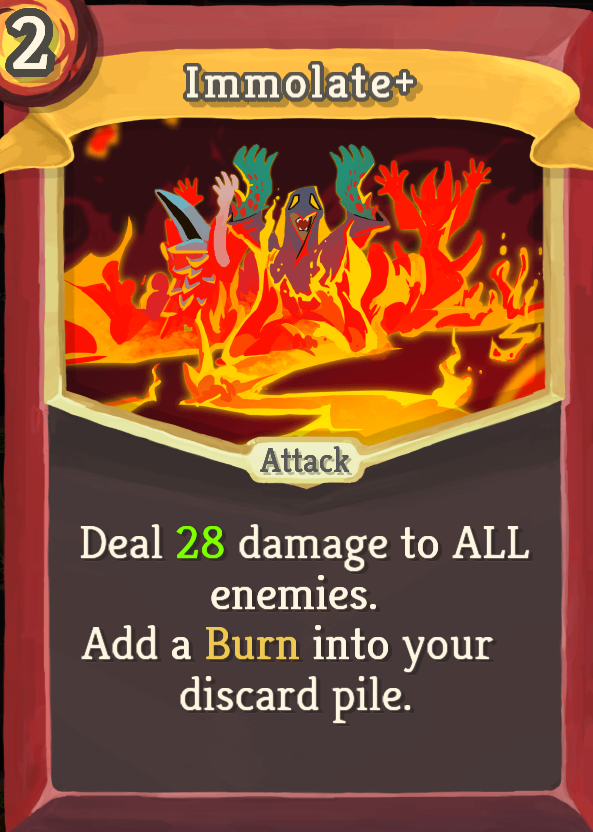 2
Immolate+
Attack
Deal 28 damage to ALL
enemies.
Add a Burn into your
discard pile.